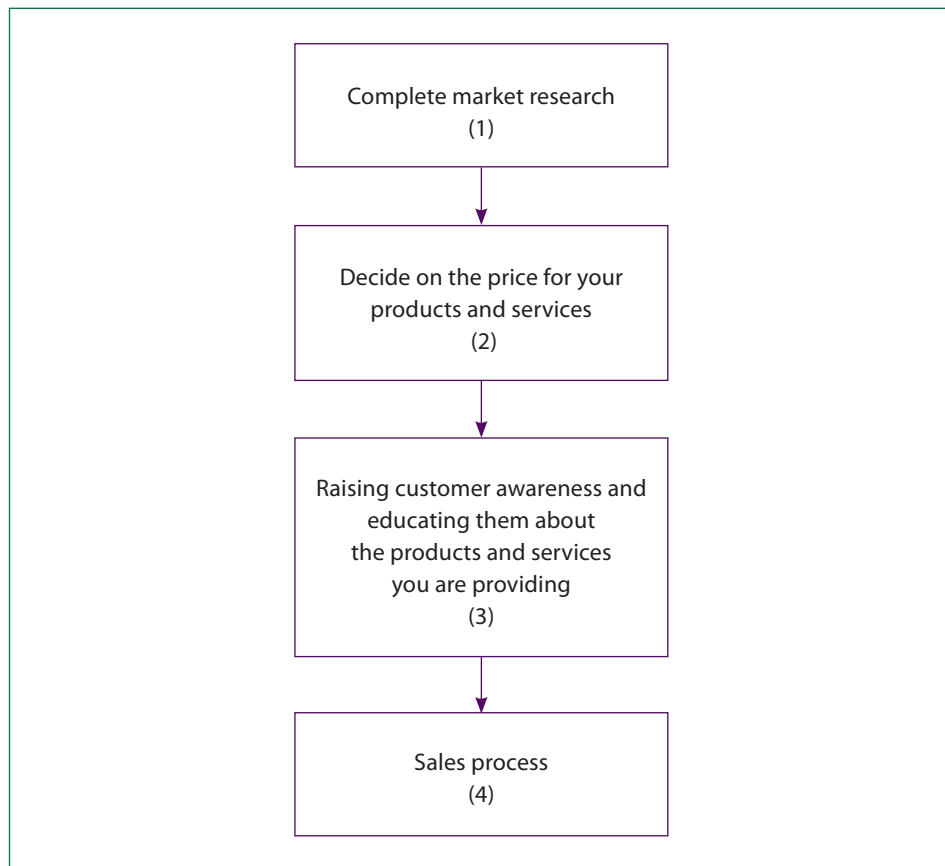 Complete market research
(1)
Decide on the price for your
products and services
(2)
Raising customer awareness and
educating them about
the products and services
you are providing
(3)
Sales process
(4)